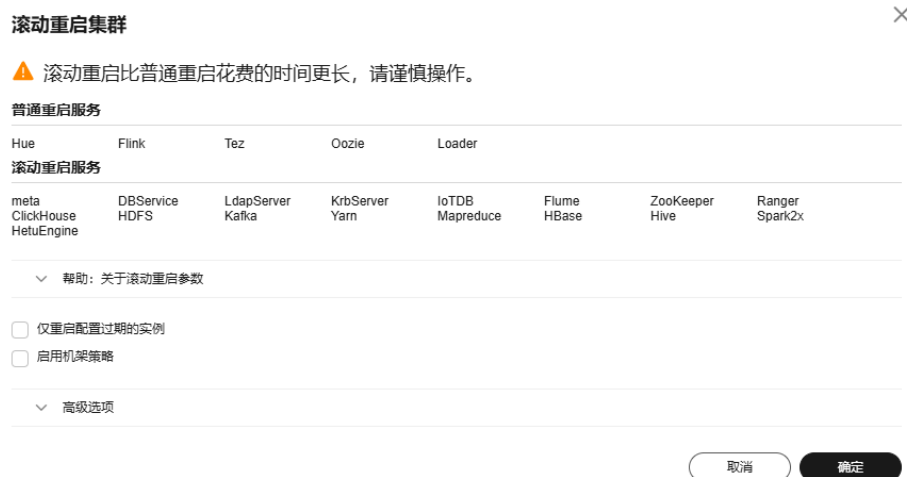 滚动重启集群
滚动重启比普通重启花费的时间更长，请谨慎操作。
普通重启服务
Hue Flink Tez Oozie Loader
滚动重启服务
meta DBService LdapServer KrbServer IoTDB Flume ZooKeeper Ranger
ClickHouse HDFS Kafka Yarn Mapreduce HBase Hive Spark2x
HetuEngine
帮助：关于滚动重启参数
仅重启配置过期的实例
启用机架策略
高级选项
取消 确定